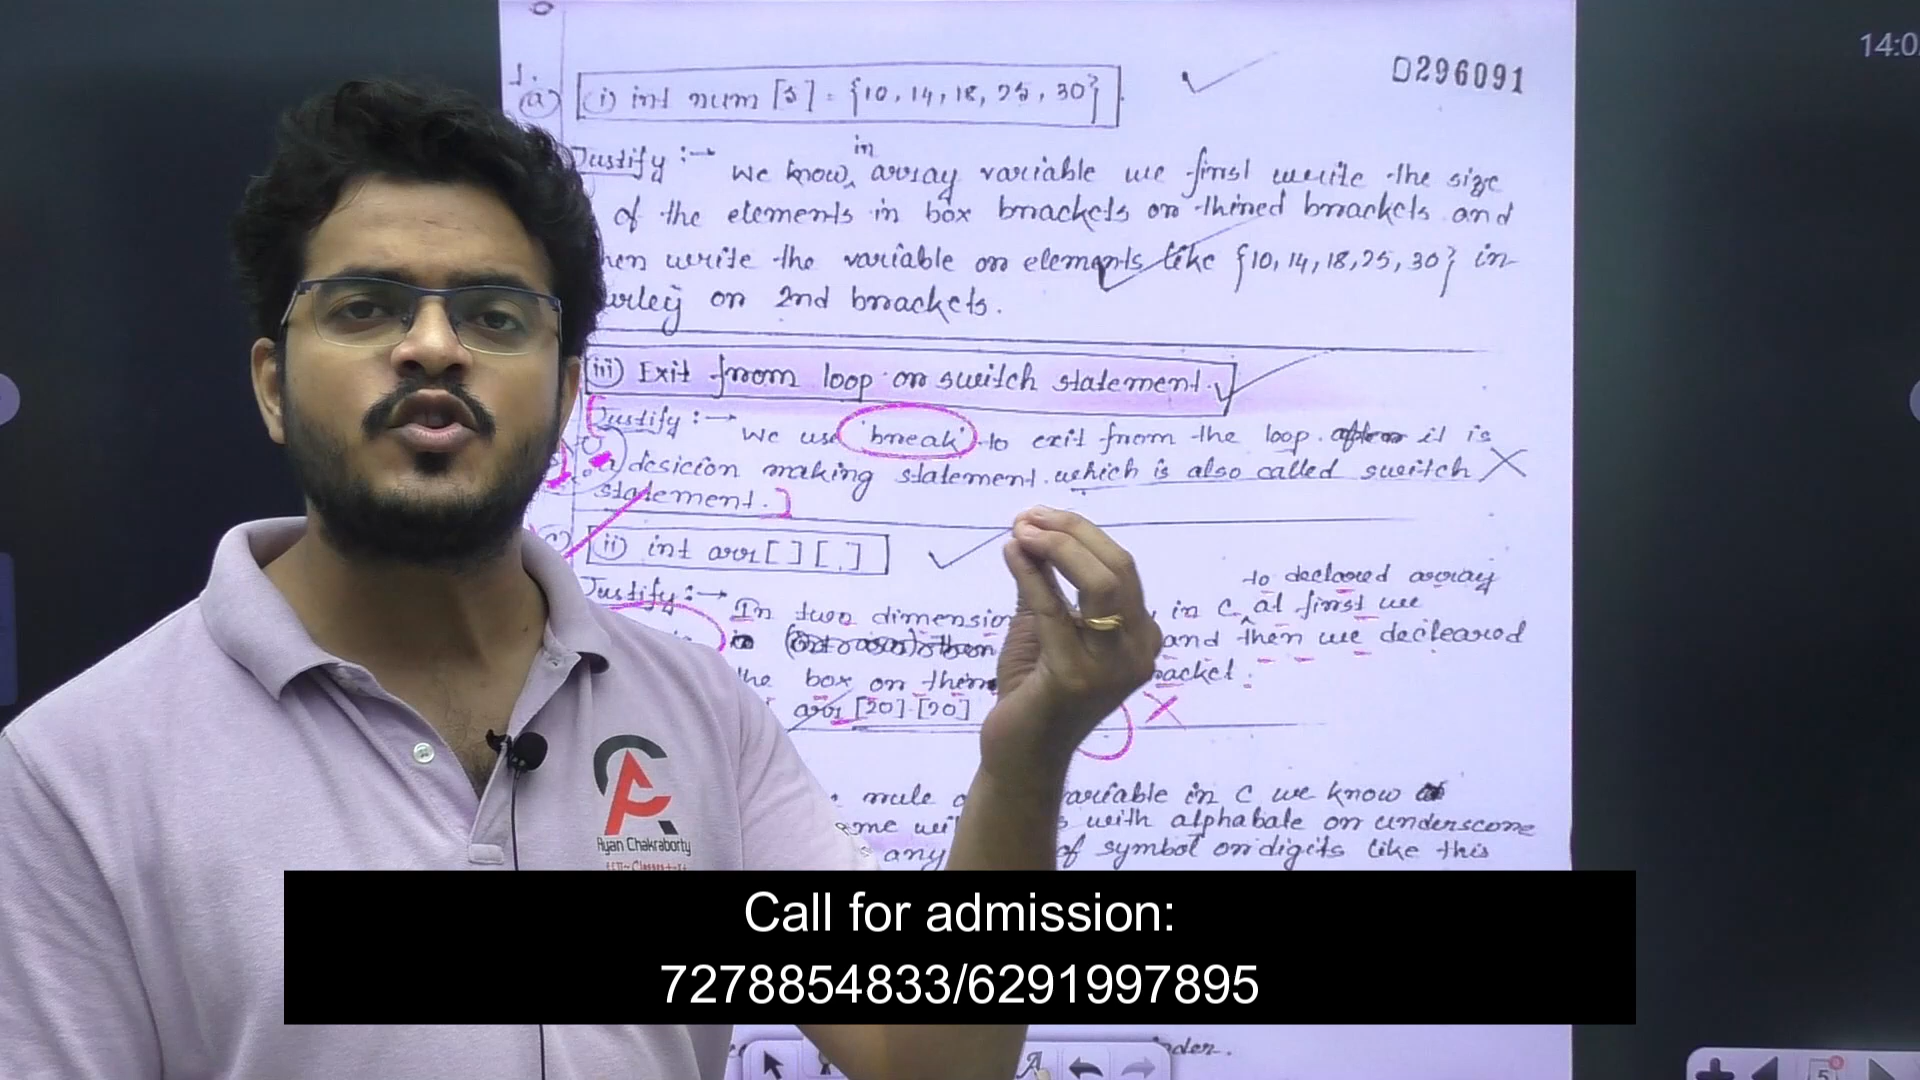 14:0
D296091
1.
(a) (i) int num [5] = {10, 14, 18, 25, 30}
Justify :→ We know, in array variable we first write the size
of the elements in box brackets or third brackets and
then write the variable or elements like {10, 14, 18, 25, 30} in
curley or 2nd brackets.
iii) Exit from loop or switch statement.
Justify :→ We use 'break' to exit from the loop. it is
a desicion making statement. which is also called switch
statement.
ii) int arr [ ] [ ]
Justify :→ In two dimension in C to declared array at first we
and then we decleared
the box or
arr [20] [20]
rule variable in C we know
with alphabate or underscore
any of symbol or digits like this
Ayan Chakraborty
Call for admission:
7278854833/6291997895
5